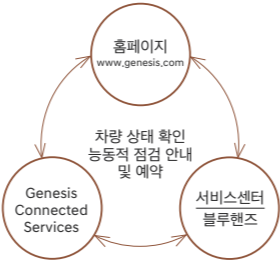 홈페이지
www.genesis.com
차량 상태 확인
능동적 점검 안내
및 예약
Genesis
Connected
Services
서비스센터
블루핸즈